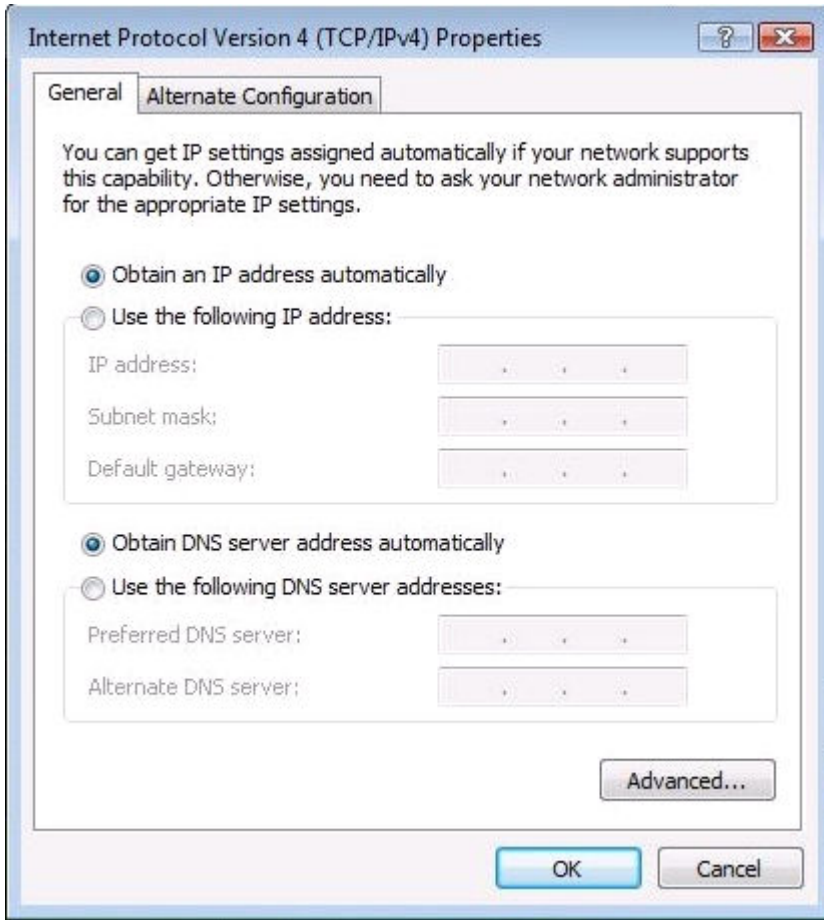 Internet Protocol Version 4 (TCP/IPv4) Properties
General
Alternate Configuration
You can get IP settings assigned automatically if your network supports
this capability. Otherwise, you need to ask your network administrator
for the appropriate IP settings.
Obtain an IP address automatically
Use the following IP address:
IP address:
Subnet mask:
Default gateway:
Obtain DNS server address automatically
Use the following DNS server addresses:
Preferred DNS server:
Alternate DNS server:
Advanced...
OK
Cancel